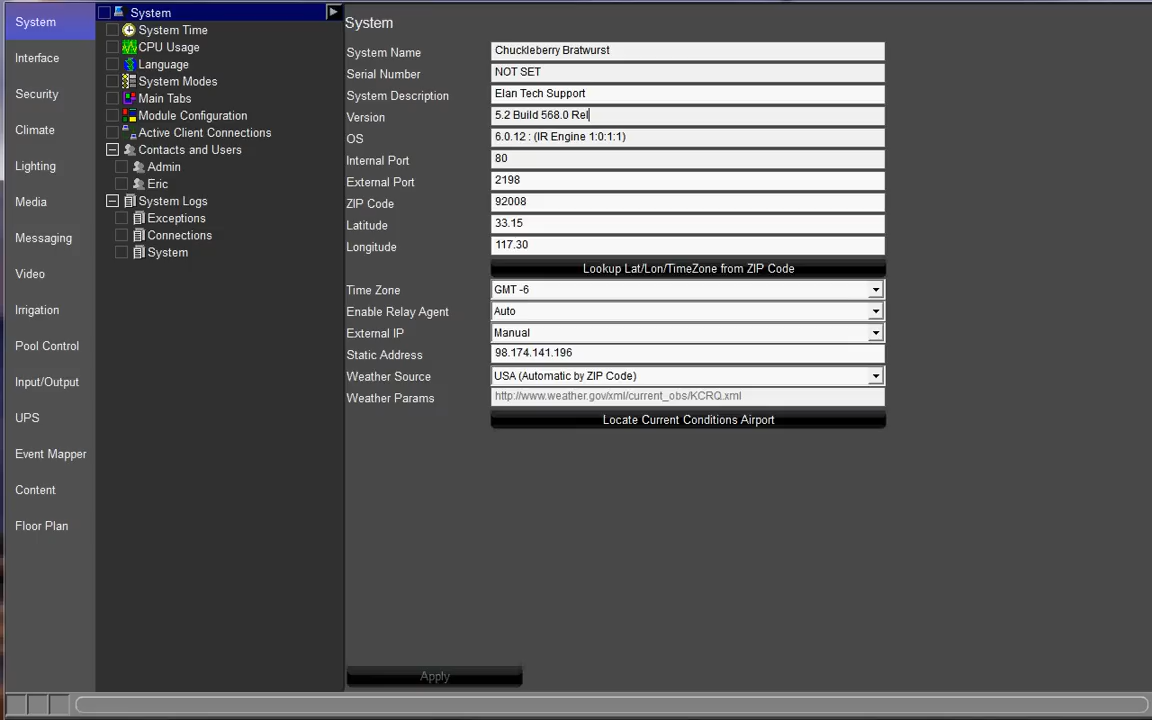 System
Interface
Security
Climate
Lighting
Media
Messaging
Video
Irrigation
Pool Control
Input/Output
UPS
Event Mapper
Content
Floor Plan
System
System Time
CPU Usage
Language
System Modes
Main Tabs
Module Configuration
Active Client Connections
Contacts and Users
Admin
Eric
System Logs
Exceptions
Connections
System
System
System Name Chuckleberry Bratwurst
Serial Number NOT SET
System Description Elan Tech Support
Version 5.2 Build 568.0 Rel
OS 6.0.12 : (IR Engine 1:0:1:1)
Internal Port 80
External Port 2198
ZIP Code 92008
Latitude 33.15
Longitude 117.30
Lookup Lat/Lon/TimeZone from ZIP Code
Time Zone GMT -6
Enable Relay Agent Auto
External IP Manual
Static Address 98.174.141.196
Weather Source USA (Automatic by ZIP Code)
Weather Params http://www.weather.gov/xml/current_obs/KCRQ.xml
Locate Current Conditions Airport
Apply